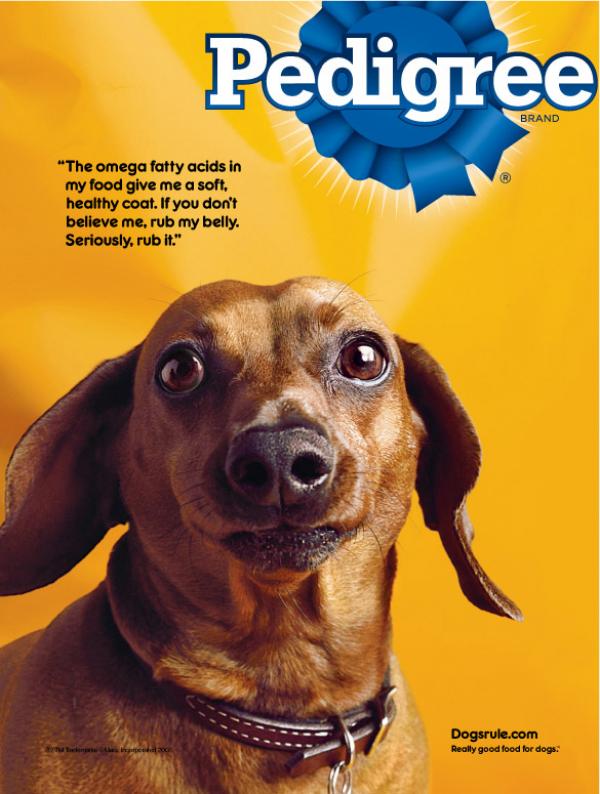 Pedigree
BRAND
®
“The omega fatty acids in
my food give me a soft,
healthy coat. If you don't
believe me, rub my belly.
Seriously, rub it.”
Dogsrule.com
Really good food for dogs.
Incorporated